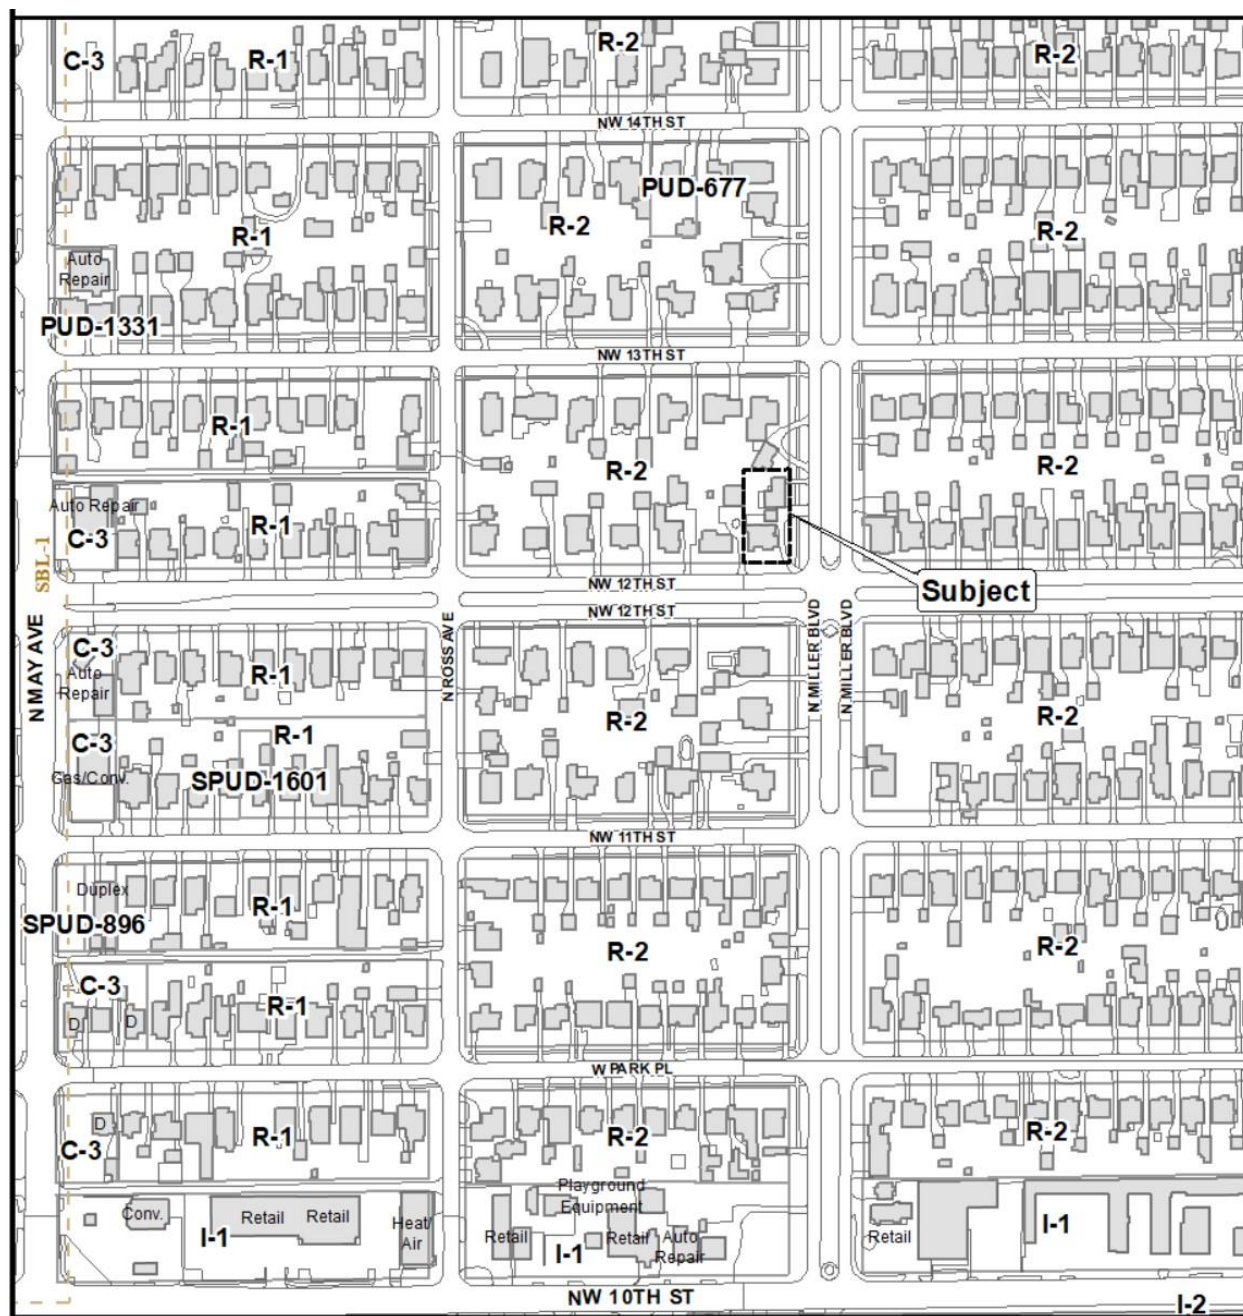 C-3
R-1
R-2
R-2
NW 14TH ST
PUD-677
R-1
R-2
R-2
Auto
Repair
PUD-1331
NW 13TH ST
R-1
R-2
R-2
Auto Repair
C-3
R-1
SBL-1
NW 12TH ST
Subject
NW 12TH ST
N MAY AVE
N ROSS AVE
N MILLER BLVD
N MILLER BLVD
C-3
Auto
Repair
R-1
R-2
R-2
C-3
R-1
Gas/Conv.
SPUD-1601
NW 11TH ST
Duplex
R-1
SPUD-896
R-2
R-2
C-3
R-1
D
D
W PARK PL
D
C-3
R-1
R-2
R-2
Conv.
Retail
Retail
Heat/
Air
I-1
Playground
Equipment
Retail
Retail
Auto
Repair
I-1
Retail
I-1
NW 10TH ST
I-2